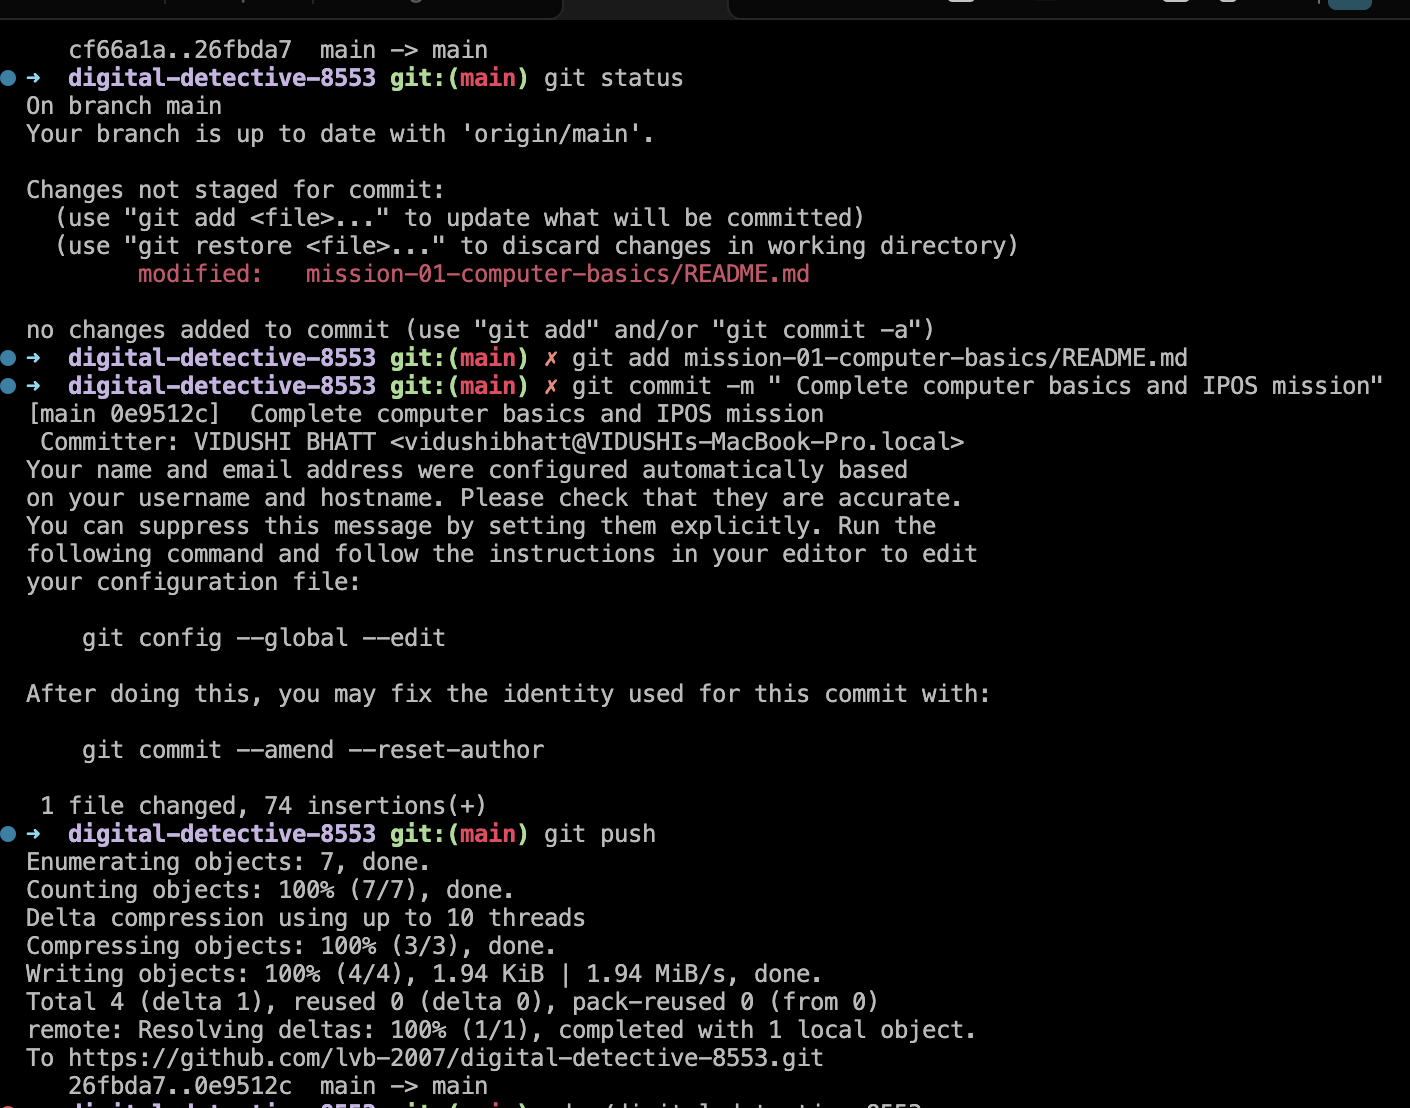 cf66a1a..26fbda7  main -> main
➜  digital-detective-8553 git:(main) git status
On branch main
Your branch is up to date with 'origin/main'.
Changes not staged for commit:
  (use "git add <file>..." to update what will be committed)
  (use "git restore <file>..." to discard changes in working directory)
        modified:   mission-01-computer-basics/README.md
no changes added to commit (use "git add" and/or "git commit -a")
➜  digital-detective-8553 git:(main) ✗ git add mission-01-computer-basics/README.md
➜  digital-detective-8553 git:(main) ✗ git commit -m " Complete computer basics and IPOS mission"
[main 0e9512c]  Complete computer basics and IPOS mission
 Committer: VIDUSHI BHATT <vidushibhatt@VIDUSHIs-MacBook-Pro.local>
Your name and email address were configured automatically based
on your username and hostname. Please check that they are accurate.
You can suppress this message by setting them explicitly. Run the
following command and follow the instructions in your editor to edit
your configuration file:
    git config --global --edit
After doing this, you may fix the identity used for this commit with:
    git commit --amend --reset-author
 1 file changed, 74 insertions(+)
➜  digital-detective-8553 git:(main) git push
Enumerating objects: 7, done.
Counting objects: 100% (7/7), done.
Delta compression using up to 10 threads
Compressing objects: 100% (3/3), done.
Writing objects: 100% (4/4), 1.94 KiB | 1.94 MiB/s, done.
Total 4 (delta 1), reused 0 (delta 0), pack-reused 0 (from 0)
remote: Resolving deltas: 100% (1/1), completed with 1 local object.
To https://github.com/lvb-2007/digital-detective-8553.git
   26fbda7..0e9512c  main -> main
digital-detective-8553 git:(main)